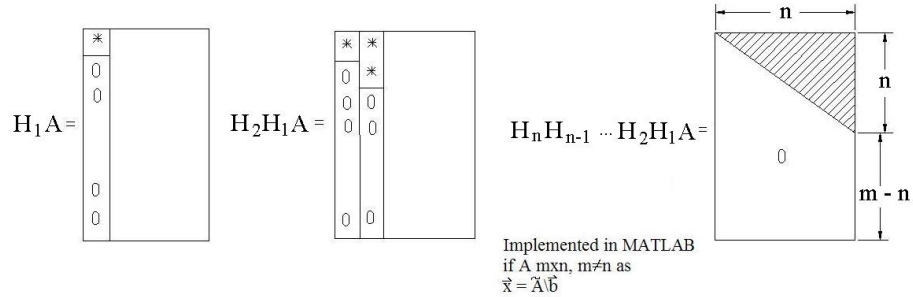 H₁A=
*
0
0
0
0
H₂H₁A =
* *
0 *
0 0
0 0
0 0
HₙHₙ₋₁ ... H₂H₁A=
n
n
0
m - n
Implemented in MATLAB
if A mxn, m≠n as
x⃗ = Ã\b⃗